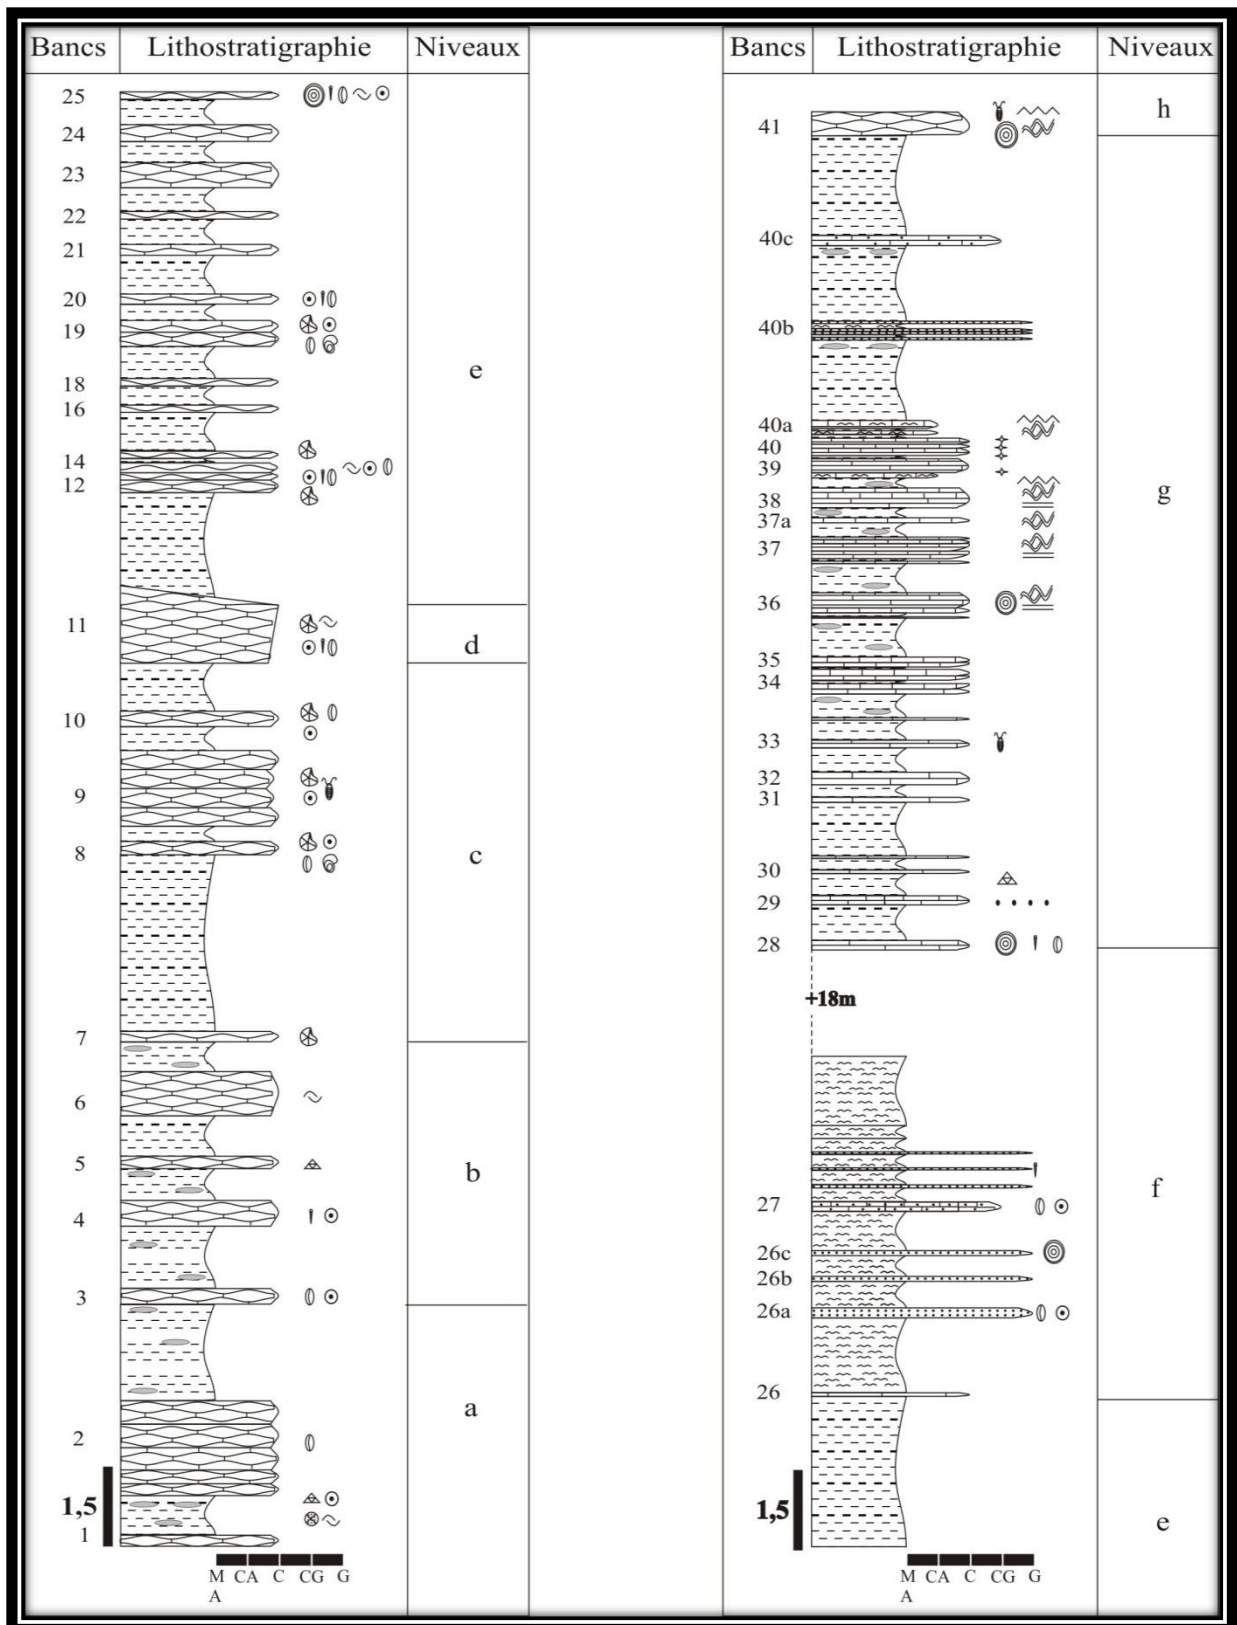 Bancs Lithostratigraphie Niveaux
25
24
23
22
21
20
19
18
16
14
12
e
11
d
10
9
8
c
7
6
5
4
b
3
2
a
1,5
1
M CA C CG G
A
Bancs Lithostratigraphie Niveaux
h
41
40c
40b
40a
40
39
38
37a
37
g
36
35
34
33
32
31
30
29
28
+18m
f
27
26c
26b
26a
26
1,5
e
M CA C CG G
A